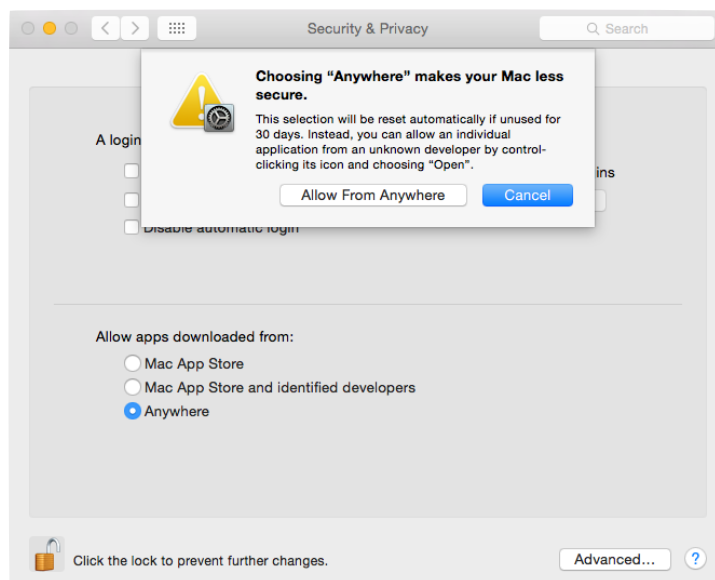 Security & Privacy
Search
Choosing “Anywhere” makes your Mac less
secure.
This selection will be reset automatically if unused for
30 days. Instead, you can allow an individual
application from an unknown developer by control-
clicking its icon and choosing “Open”.
Allow From Anywhere
Cancel
A login
ins
Disable automatic login
Allow apps downloaded from:
Mac App Store
Mac App Store and identified developers
Anywhere
Click the lock to prevent further changes.
Advanced...
?